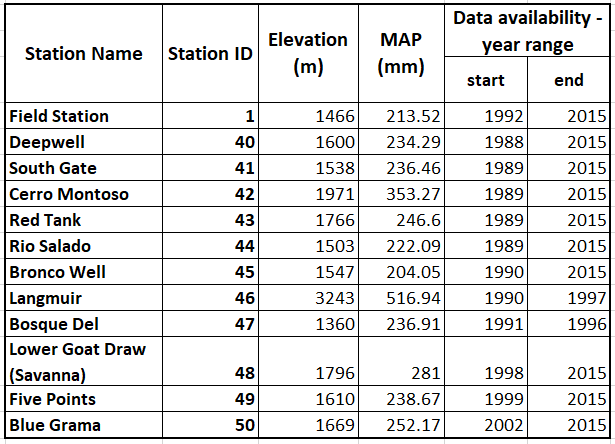 Station Name Station ID Elevation (m) MAP (mm) Data availability - year range
start end
Field Station 1 1466 213.52 1992 2015
Deepwell 40 1600 234.29 1988 2015
South Gate 41 1538 236.46 1989 2015
Cerro Montoso 42 1971 353.27 1989 2015
Red Tank 43 1766 246.6 1989 2015
Rio Salado 44 1503 222.09 1989 2015
Bronco Well 45 1547 204.05 1990 2015
Langmuir 46 3243 516.94 1990 1997
Bosque Del 47 1360 236.91 1991 1996
Lower Goat Draw
(Savanna) 48 1796 281 1998 2015
Five Points 49 1610 238.67 1999 2015
Blue Grama 50 1669 252.17 2002 2015